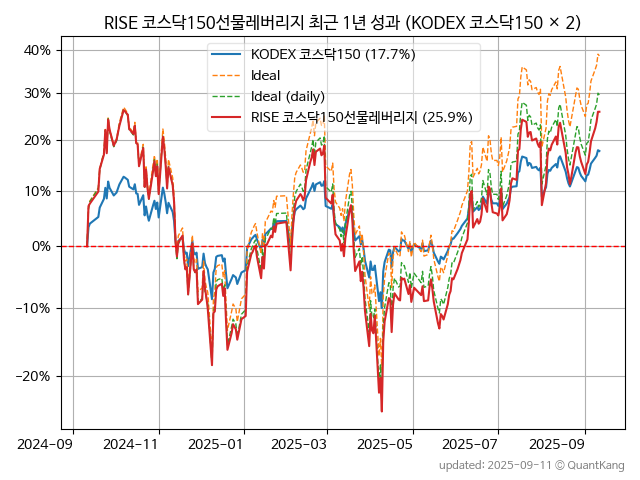 RISE 코스닥150선물레버리지 최근 1년 성과 (KODEX 코스닥150 × 2)
KODEX 코스닥150 (17.7%)
Ideal
Ideal (daily)
RISE 코스닥150선물레버리지 (25.9%)
40%
30%
20%
10%
0%
−10%
−20%
2024-09
2024-11
2025-01
2025-03
2025-05
2025-07
2025-09
updated: 2025-09-11 © QuantKang